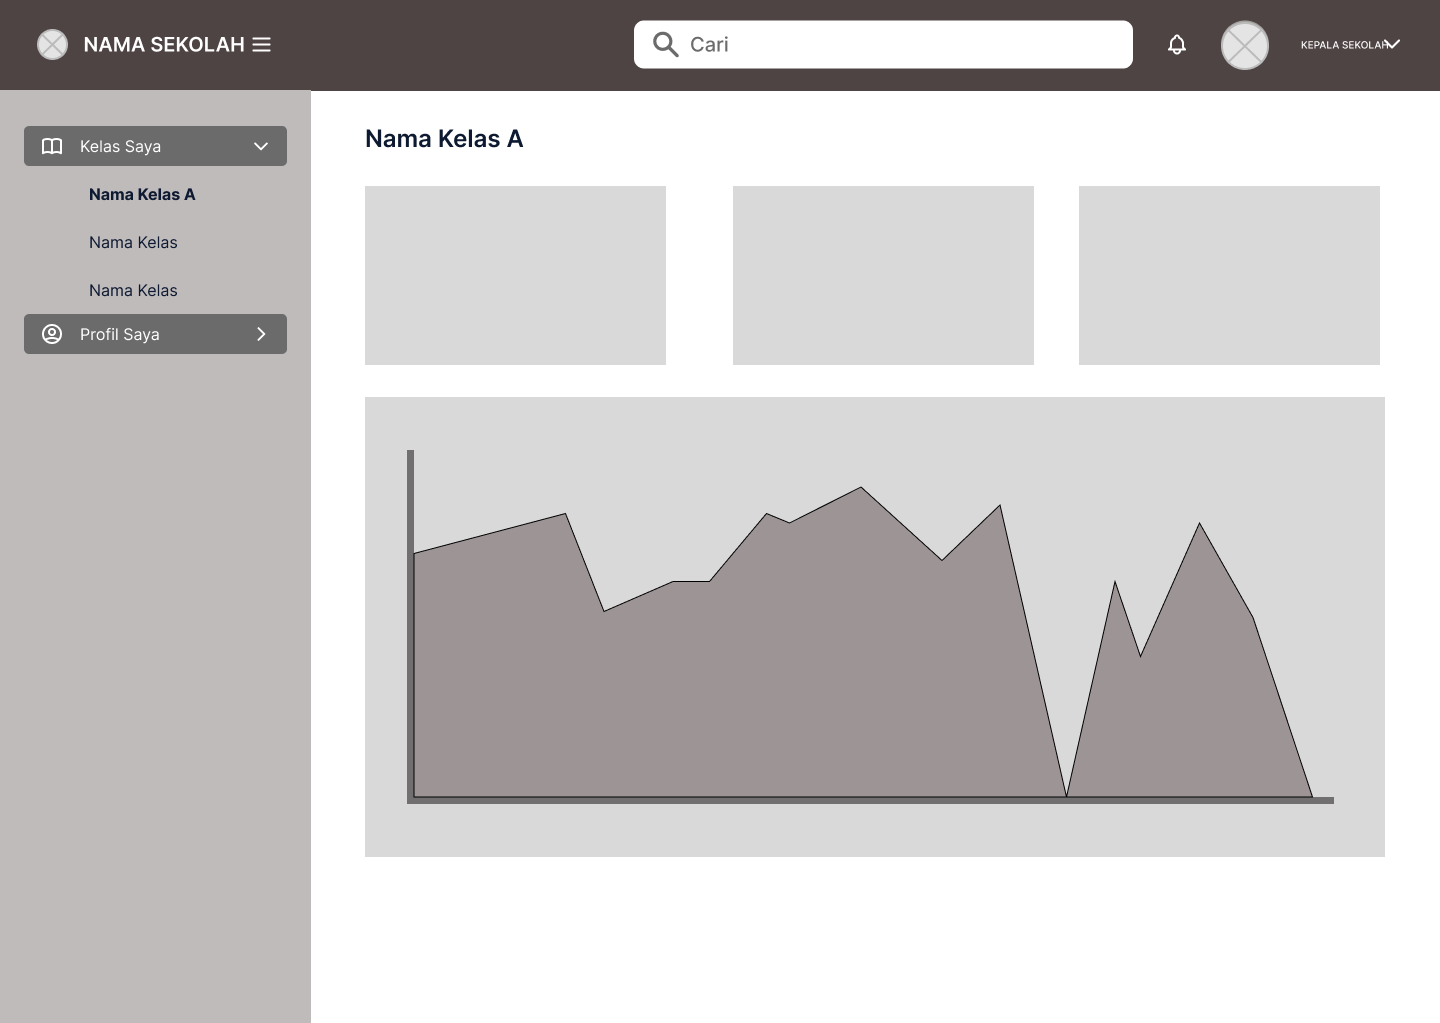 NAMA SEKOLAH
Cari
KEPALA SEKOLAH
Kelas Saya
Nama Kelas A
Nama Kelas
Nama Kelas
Profil Saya
Nama Kelas A